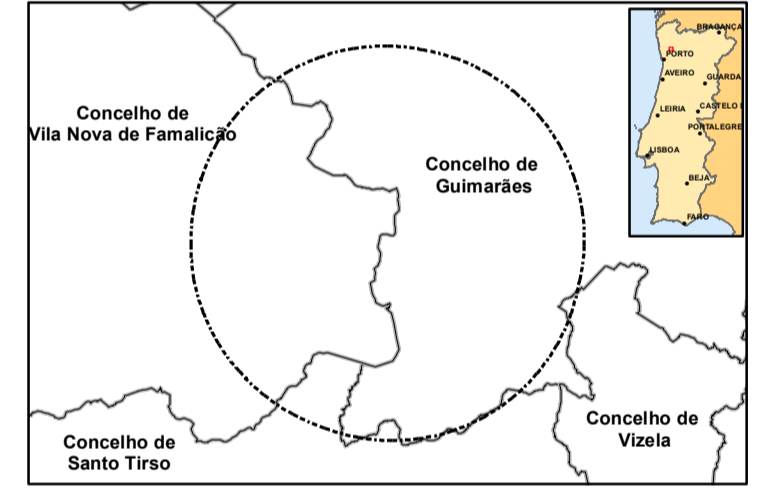 Concelho de
Vila Nova de Famalicão
Concelho de
Guimarães
Concelho de
Santo Tirso
Concelho de
Vizela
BRAGANÇA
PORTO
AVEIRO
GUARDA
LEIRIA
CASTELO
PORTALEGRE
LISBOA
BEJA
FARO